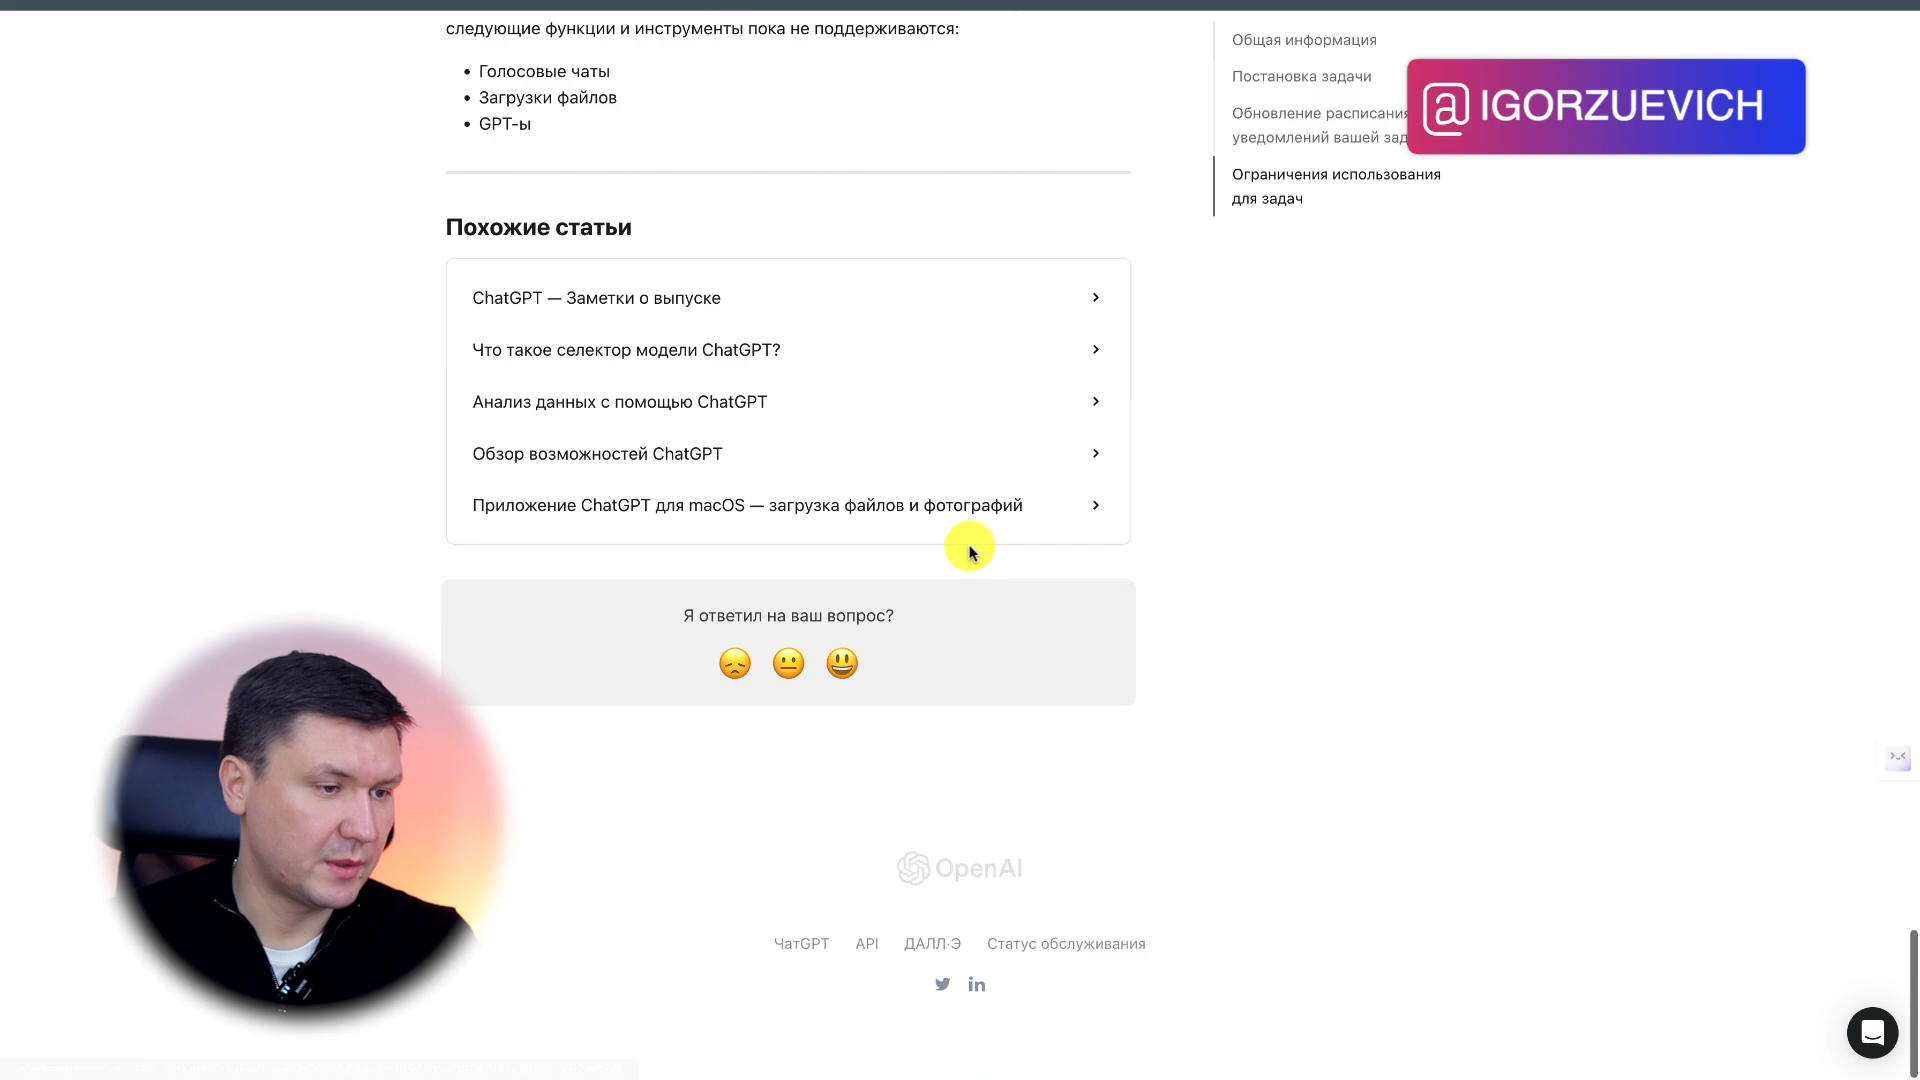 следующие функции и инструменты пока не поддерживаются:
• Голосовые чаты
• Загрузки файлов
• GPT-ы
Похожие статьи
ChatGPT — Заметки о выпуске
Что такое селектор модели ChatGPT?
Анализ данных с помощью ChatGPT
Обзор возможностей ChatGPT
Приложение ChatGPT для macOS — загрузка файлов и фотографий
Я ответил на ваш вопрос?
OpenAI
ЧатGPT API ДАЛЛ·Э Статус обслуживания
Общая информация
Постановка задачи
Обновление расписания
уведомлений вашей зад
Ограничения использования
для задач
@IGORZUEVICH